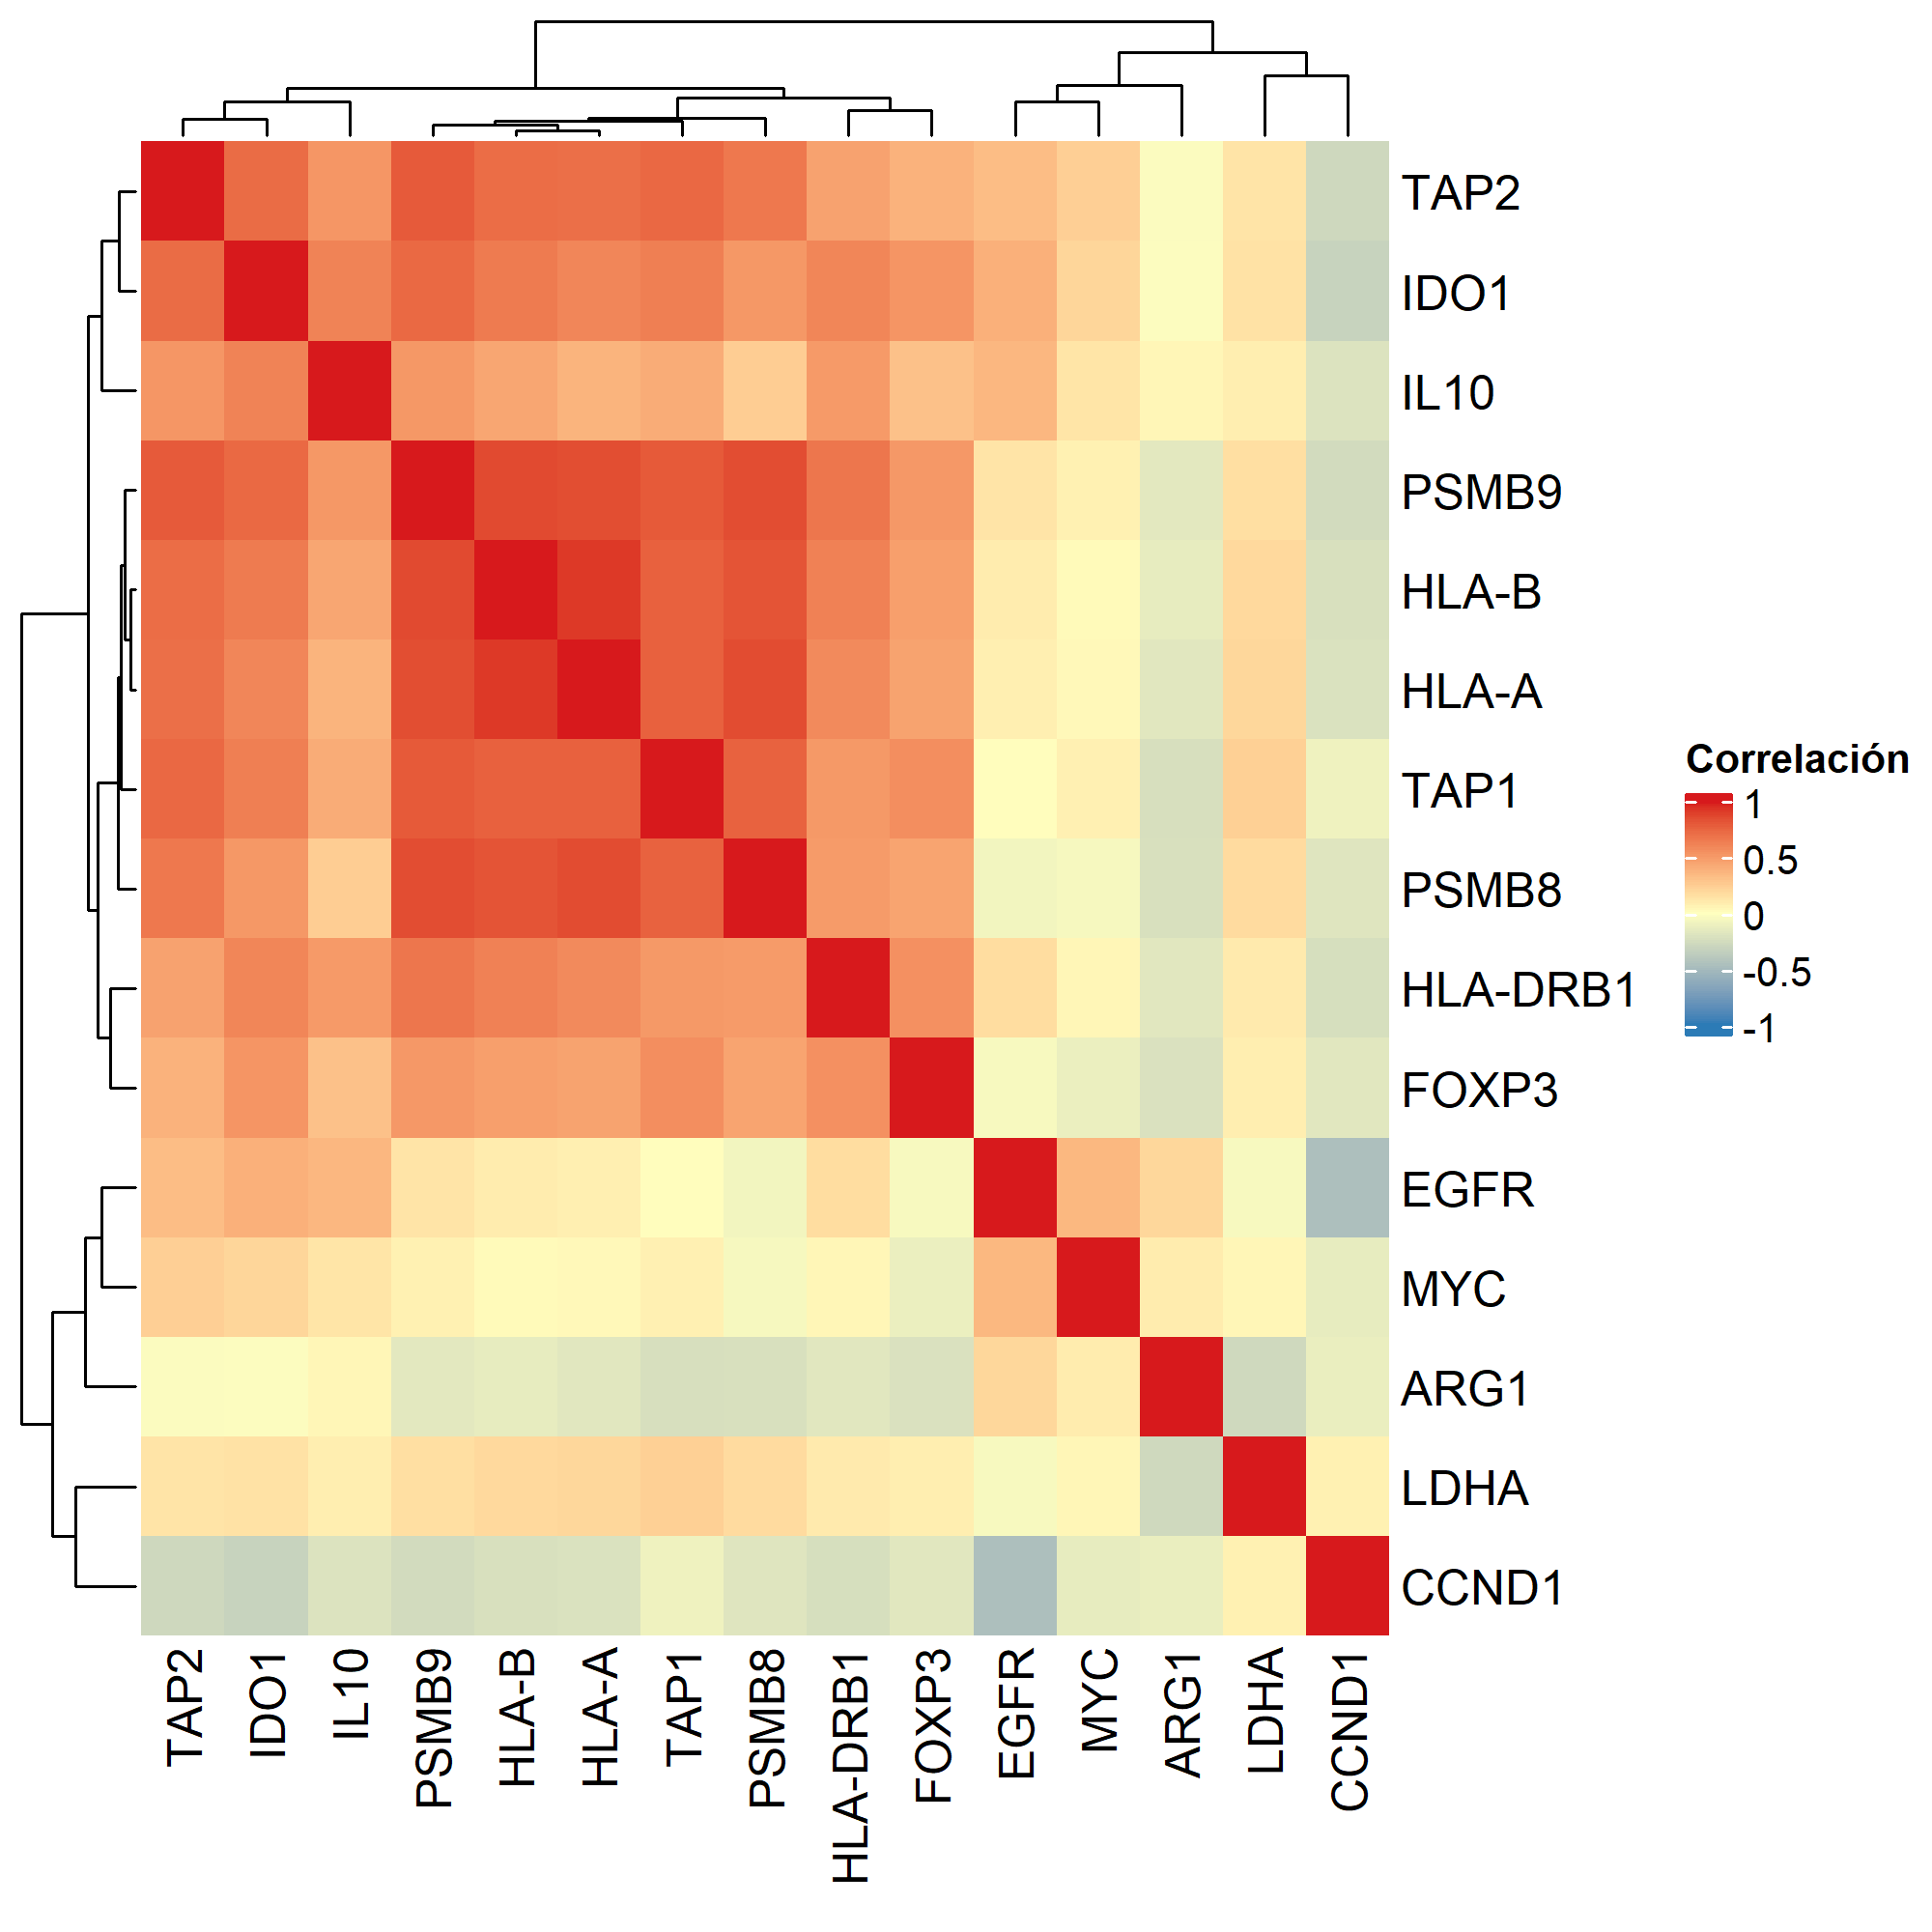 TAP2
IDO1
IL10
PSMB9
HLA-B
HLA-A
TAP1
PSMB8
HLA-DRB1
FOXP3
EGFR
MYC
ARG1
LDHA
CCND1
Correlación
1
0.5
0
-0.5
-1
TAP2
IDO1
IL10
PSMB9
HLA-B
HLA-A
TAP1
PSMB8
HLA-DRB1
FOXP3
EGFR
MYC
ARG1
LDHA
CCND1